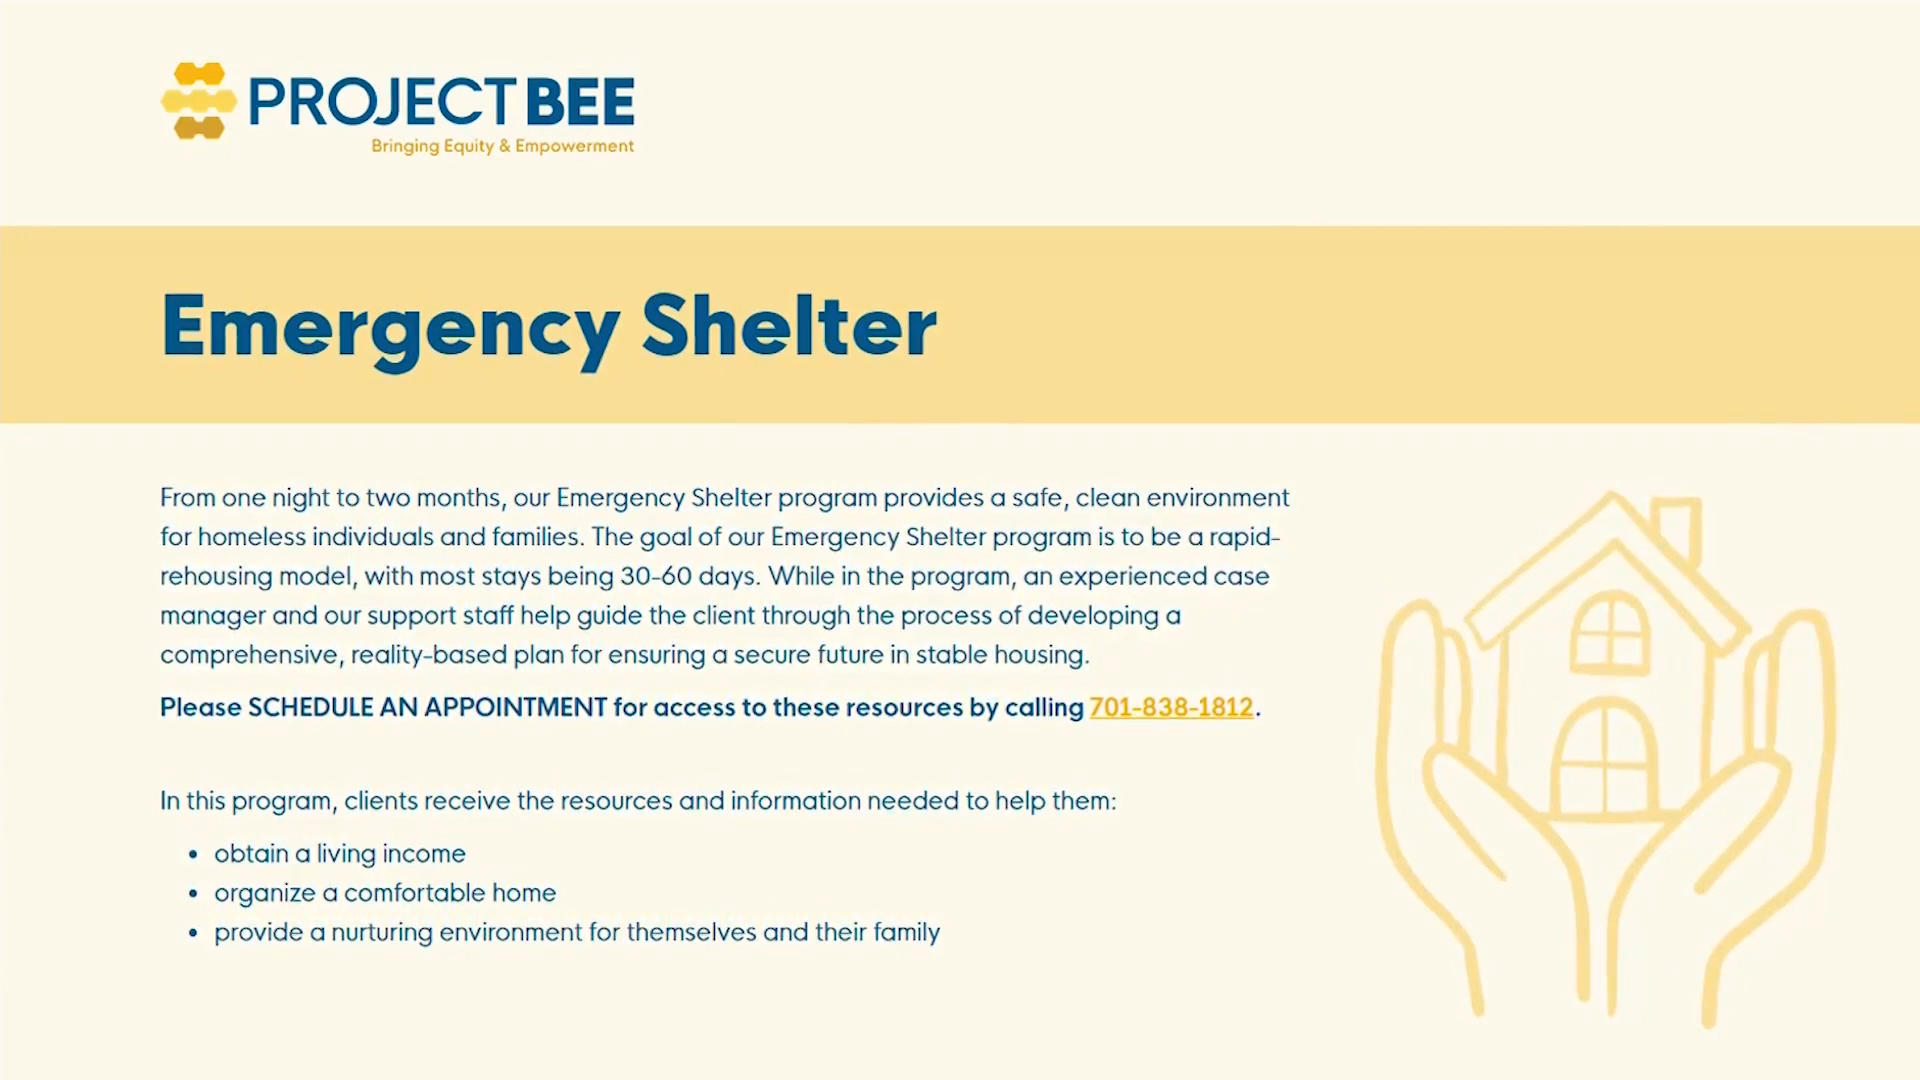 PROJECT BEE
Bringing Equity & Empowerment
Emergency Shelter
From one night to two months, our Emergency Shelter program provides a safe, clean environment
for homeless individuals and families. The goal of our Emergency Shelter program is to be a rapid-
rehousing model, with most stays being 30-60 days. While in the program, an experienced case
manager and our support staff help guide the client through the process of developing a
comprehensive, reality-based plan for ensuring a secure future in stable housing.
Please SCHEDULE AN APPOINTMENT for access to these resources by calling 701-838-1812.
In this program, clients receive the resources and information needed to help them:
• obtain a living income
• organize a comfortable home
• provide a nurturing environment for themselves and their family